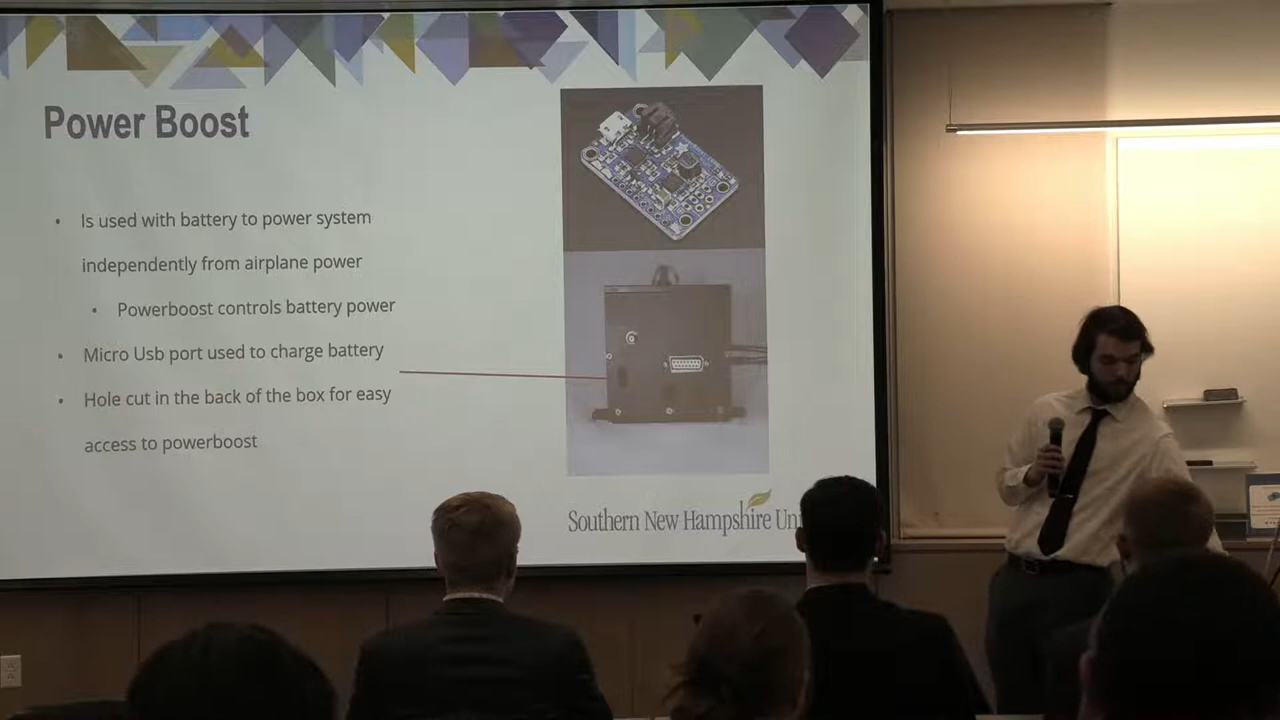 Power Boost
• Is used with battery to power system
independently from airplane power
• Powerboost controls battery power
• Micro Usb port used to charge battery
• Hole cut in the back of the box for easy
access to powerboost
Southern New Hampshire Uni